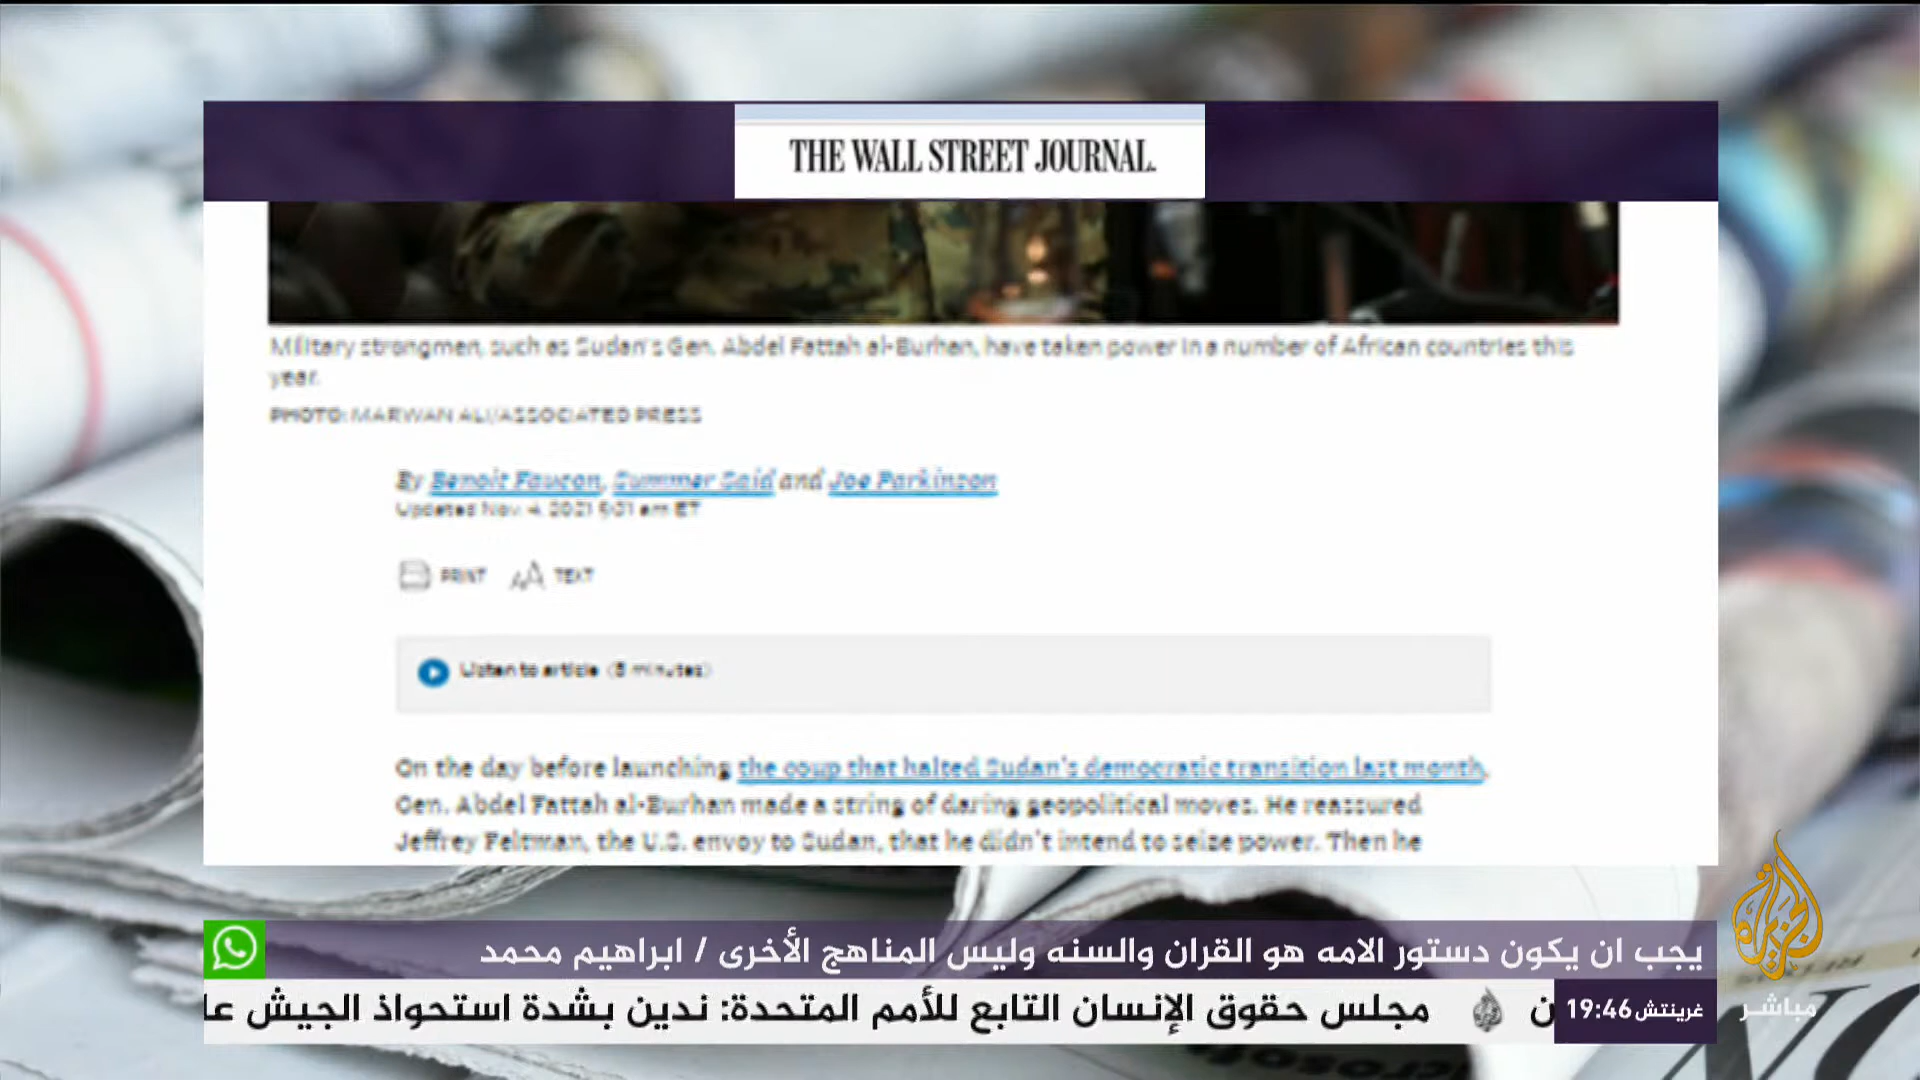 THE WALL STREET JOURNAL.
Military strongmen, such as Sudan's Gen. Abdel Fattah al-Burhan, have taken power in a number of African countries this
year.
PHOTO: MARWAN ALI/ASSOCIATED PRESS
By Benoit Faucon, Summer Said and Joe Parkinson
Updated Nov. 4, 2021 ET
PRINT TEXT
Listen to article minutes)
On the day before launching the coup that halted Sudan's democratic transition last month,
Gen. Abdel Fattah al-Burhan made a string of daring geopolitical moves. He reassured
Jeffrey Feltman, the U.S. envoy to Sudan, that he didn't intend to seize power. Then he
يجب ان يكون دستور الامه هو القران والسنه وليس المناهج الأخرى / ابراهيم محمد
غرينتش 19:46
ن مجلس حقوق الإنسان التابع للأمم المتحدة: ندين بشدة استحواذ الجيش عا
الجزيرة
مباشر